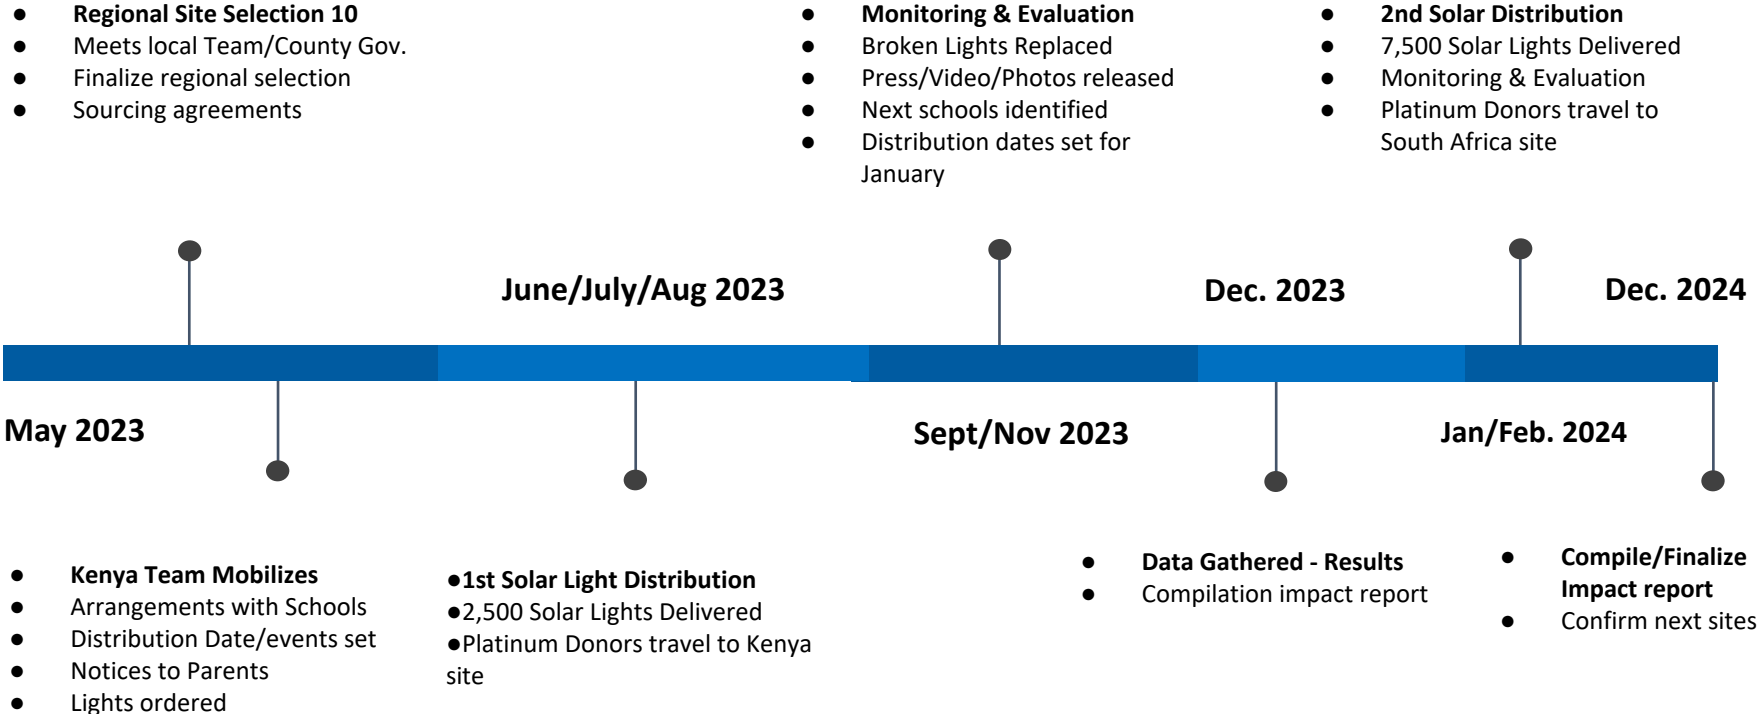 ● Regional Site Selection 10
● Meets local Team/County Gov.
● Finalize regional selection
● Sourcing agreements
● Monitoring & Evaluation
● Broken Lights Replaced
● Press/Video/Photos released
● Next schools identified
● Distribution dates set for
January
● 2nd Solar Distribution
● 7,500 Solar Lights Delivered
● Monitoring & Evaluation
● Platinum Donors travel to
South Africa site
June/July/Aug 2023
Dec. 2023
Dec. 2024
May 2023
Sept/Nov 2023
Jan/Feb. 2024
● Kenya Team Mobilizes
● Arrangements with Schools
● Distribution Date/events set
● Notices to Parents
● Lights ordered
●1st Solar Light Distribution
●2,500 Solar Lights Delivered
●Platinum Donors travel to Kenya
site
● Data Gathered - Results
● Compilation impact report
● Compile/Finalize
Impact report
● Confirm next sites